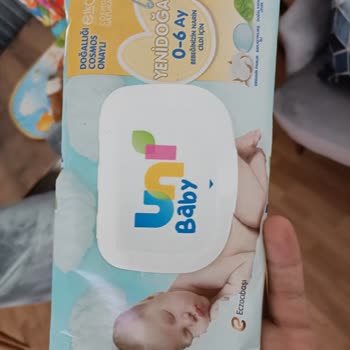 DOĞALLIĞI
COSMOS
ONAYLI
YENİDOĞAN
0-6 AY
BEBEĞİNİZİN NARİN
CİLDİ İÇİN
uni
Baby
Eczacıbaşı